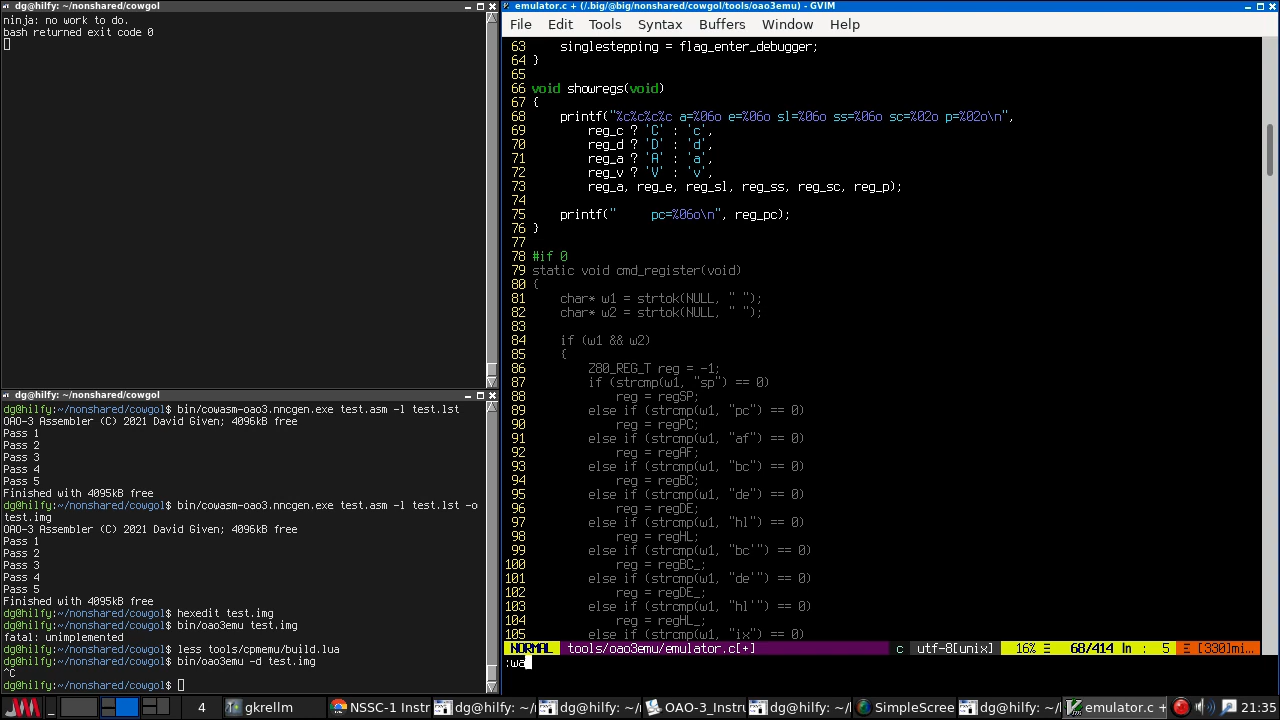 dg@hilfy: ~/nonshared/cowgol
ninja: no work to do.
bash returned exit code 0
dg@hilfy: ~/nonshared/cowgol
dg@hilfy:~/nonshared/cowgol$ bin/cowasm-oao3.nncgen.exe test.asm -l test.lst
OAO-3 Assembler (C) 2021 David Given; 4096kB free
Pass 1
Pass 2
Pass 3
Pass 4
Pass 5
Finished with 4095kB free
dg@hilfy:~/nonshared/cowgol$ bin/cowasm-oao3.nncgen.exe test.asm -l test.lst -o
test.img
OAO-3 Assembler (C) 2021 David Given; 4096kB free
Pass 1
Pass 2
Pass 3
Pass 4
Pass 5
Finished with 4095kB free
dg@hilfy:~/nonshared/cowgol$ hexedit test.img
dg@hilfy:~/nonshared/cowgol$ bin/oao3emu test.img
fatal: unimplemented
dg@hilfy:~/nonshared/cowgol$ less tools/cpmemu/build.lua
dg@hilfy:~/nonshared/cowgol$ bin/oao3emu -d test.img
^C
dg@hilfy:~/nonshared/cowgol$
emulator.c + (/.big/@big/nonshared/cowgol/tools/oao3emu) - GVIM
File Edit Tools Syntax Buffers Window Help
63     singlestepping = flag_enter_debugger;
64 }
65
66 void showregs(void)
67 {
68     printf("%c%c%c%c a=%06o e=%06o sl=%06o ss=%06o sc=%02o p=%02o\n",
69         reg_c ? 'C' : 'c',
70         reg_d ? 'D' : 'd',
71         reg_a ? 'A' : 'a',
72         reg_v ? 'V' : 'v',
73         reg_a, reg_e, reg_sl, reg_ss, reg_sc, reg_p);
74
75     printf("     pc=%06o\n", reg_pc);
76 }
77
78 #if 0
79 static void cmd_register(void)
80 {
81     char* w1 = strtok(NULL, " ");
82     char* w2 = strtok(NULL, " ");
83
84     if (w1 && w2)
85     {
86         Z80_REG_T reg = -1;
87         if (strcmp(w1, "sp") == 0)
88             reg = regSP;
89         else if (strcmp(w1, "pc") == 0)
90             reg = regPC;
91         else if (strcmp(w1, "af") == 0)
92             reg = regAF;
93         else if (strcmp(w1, "bc") == 0)
94             reg = regBC;
95         else if (strcmp(w1, "de") == 0)
96             reg = regDE;
97         else if (strcmp(w1, "hl") == 0)
98             reg = regHL;
99         else if (strcmp(w1, "bc'") == 0)
100             reg = regBC_;
101         else if (strcmp(w1, "de'") == 0)
102             reg = regDE_;
103         else if (strcmp(w1, "hl'") == 0)
104             reg = regHL_;
105         else if (strcmp(w1, "ix") == 0)
NORMAL tools/oao3emu/emulator.c[+] c utf-8[unix] 16% Ξ 68/414 ln : 5 Ξ [330]mi…
:wa
4 gkrellm NSSC-1 Instr dg@hilfy: ~/ dg@hilfy: ~/r OAO-3_Instru dg@hilfy: ~/r SimpleScree dg@hilfy: ~/ emulator.c + 21:35